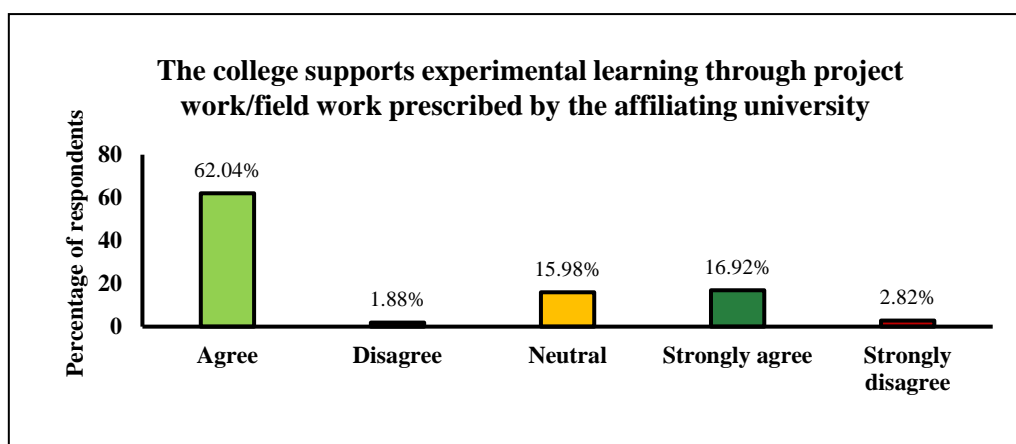 The college supports experimental learning through project
work/field work prescribed by the affiliating university
Percentage of respondents
80
60
40
20
0
62.04%
1.88%
15.98%
16.92%
2.82%
Agree
Disagree
Neutral
Strongly agree
Strongly
disagree